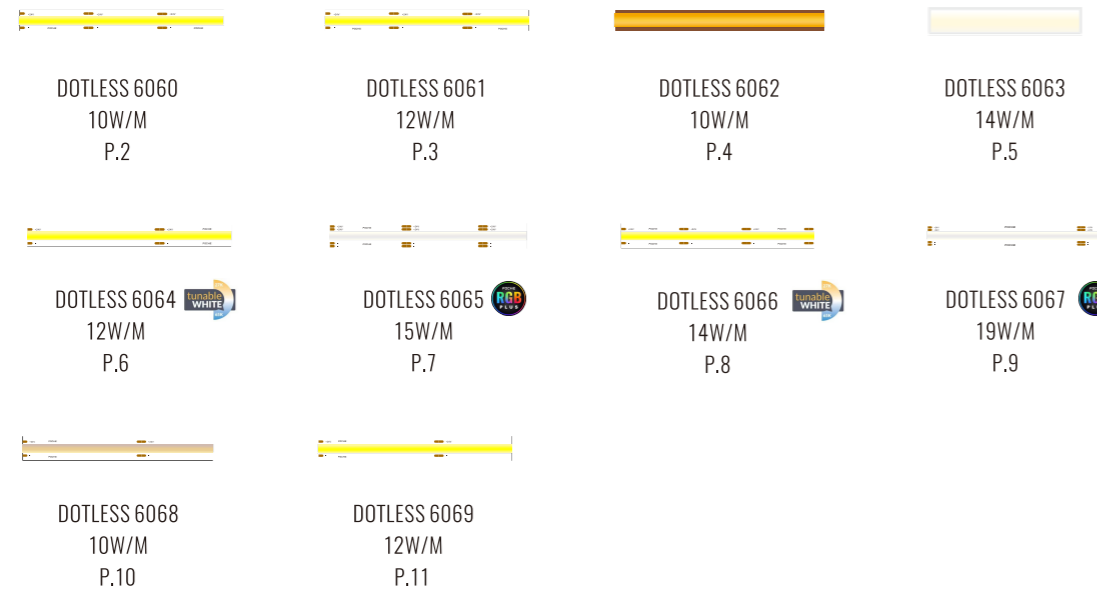 DOTLESS 6060
10W/M
P.2
DOTLESS 6061
12W/M
P.3
DOTLESS 6062
10W/M
P.4
DOTLESS 6063
14W/M
P.5
DOTLESS 6064
tunable
WHITE
12W/M
P.6
DOTLESS 6065
RGB
PLUS
15W/M
P.7
DOTLESS 6066
tunable
WHITE
14W/M
P.8
DOTLESS 6067
19W/M
P.9
DOTLESS 6068
10W/M
P.10
DOTLESS 6069
12W/M
P.11